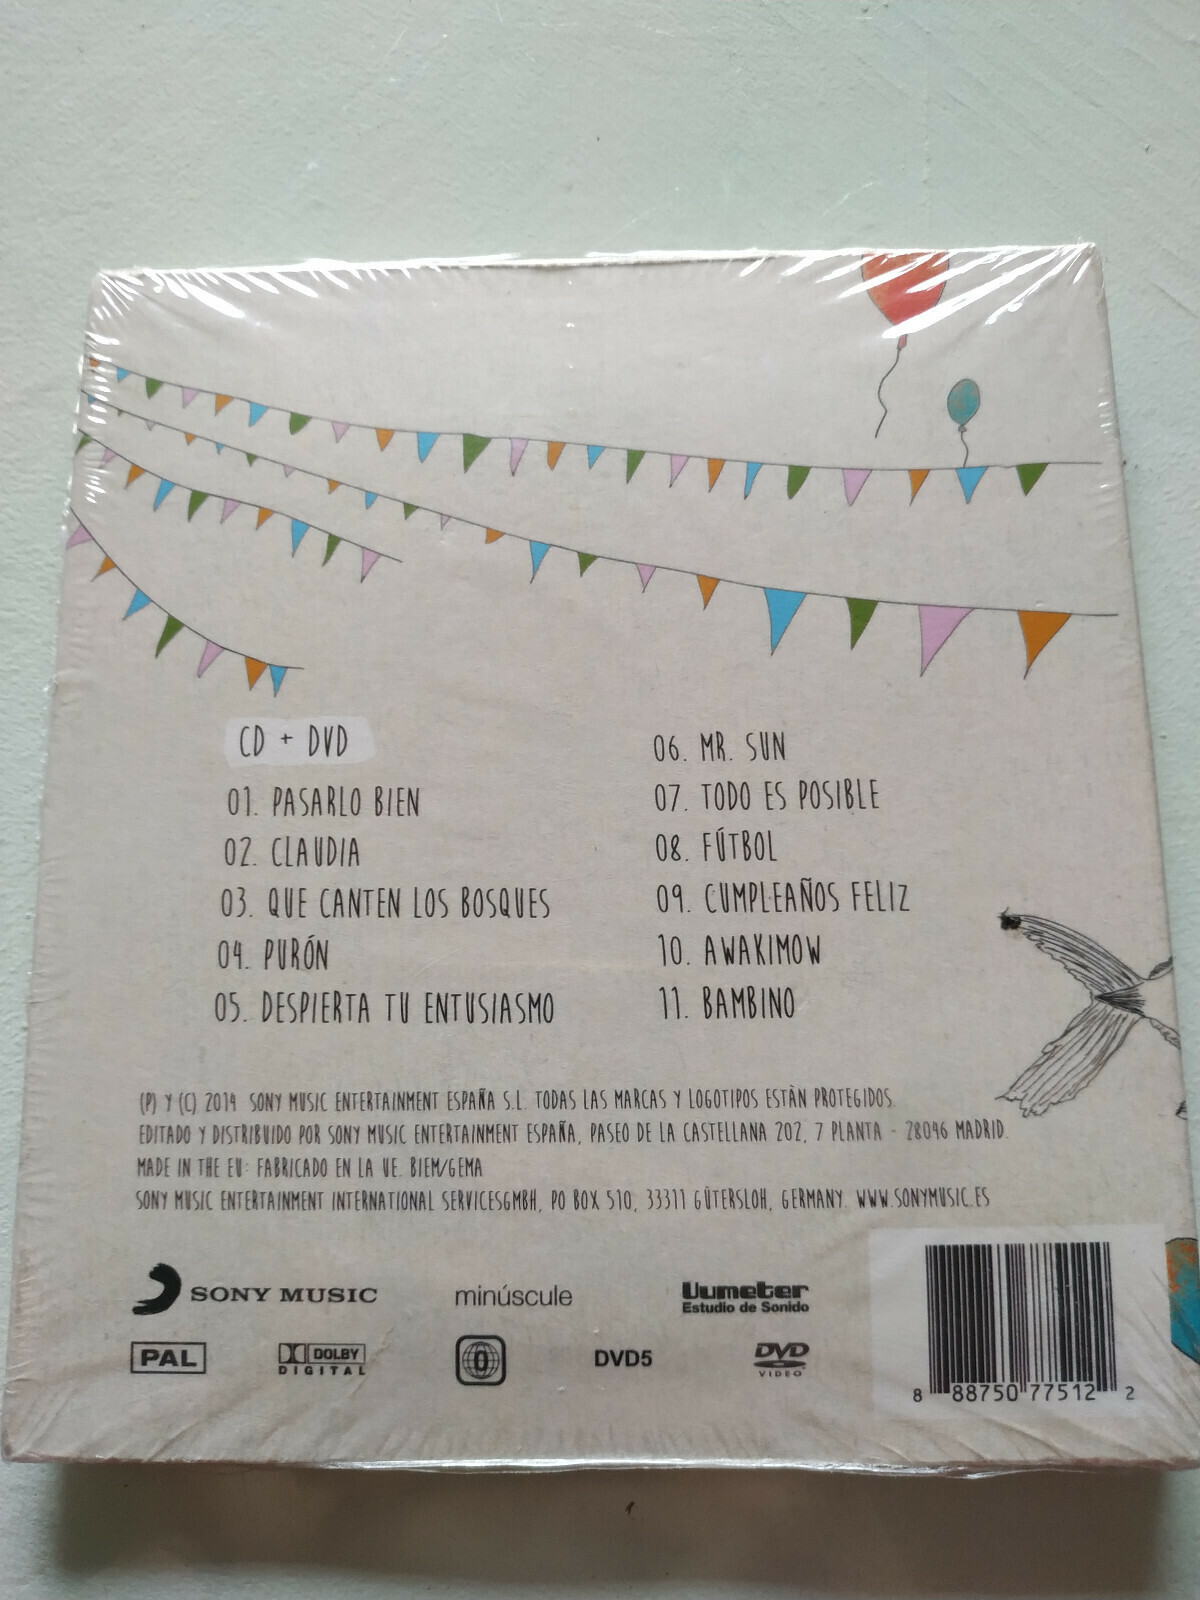 CD + DVD
01. PASARLO BIEN
02. CLAUDIA
03. QUE CANTEN LOS BOSQUES
04. PURÓN
05. DESPIERTA TU ENTUSIASMO
06. MR. SUN
07. TODO ES POSIBLE
08. FÚTBOL
09. CUMPLEAÑOS FELIZ
10. AWAKIMOW
11. BAMBINO
(P) Y (C) 2014 SONY MUSIC ENTERTAINMENT ESPAÑA S.L. TODAS LAS MARCAS Y LOGOTIPOS ESTÀN PROTEGIDOS.
EDITADO Y DISTRIBUIDO POR SONY MUSIC ENTERTAINMENT ESPAÑA, PASEO DE LA CASTELLANA 202, 7 PLANTA - 28046 MADRID.
MADE IN THE EU: FABRICADO EN LA UE. BIEM/GEMA
SONY MUSIC ENTERTAINMENT INTERNATIONAL SERVICESGMBH, PO BOX 510, 33311 GÜTERSLOH, GERMANY. WWW.SONYMUSIC.ES
SONY MUSIC
minúscule
Uumeter
Estudio de Sonido
PAL
DOLBY
DIGITAL
0
DVD5
DVD
VIDEO
8 88750 77512 2